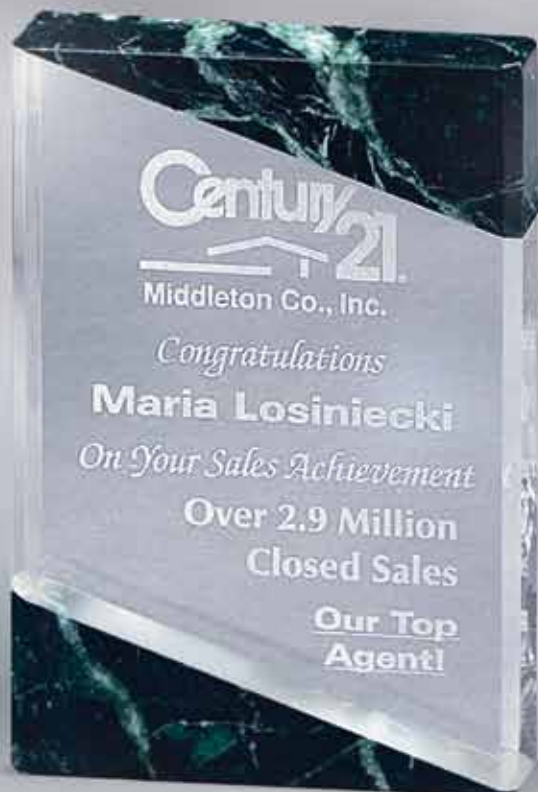 Century 21®
Middleton Co., Inc.
Congratulations
Maria Losiniecki
On Your Sales Achievement
Over 2.9 Million
Closed Sales
Our Top
Agent!